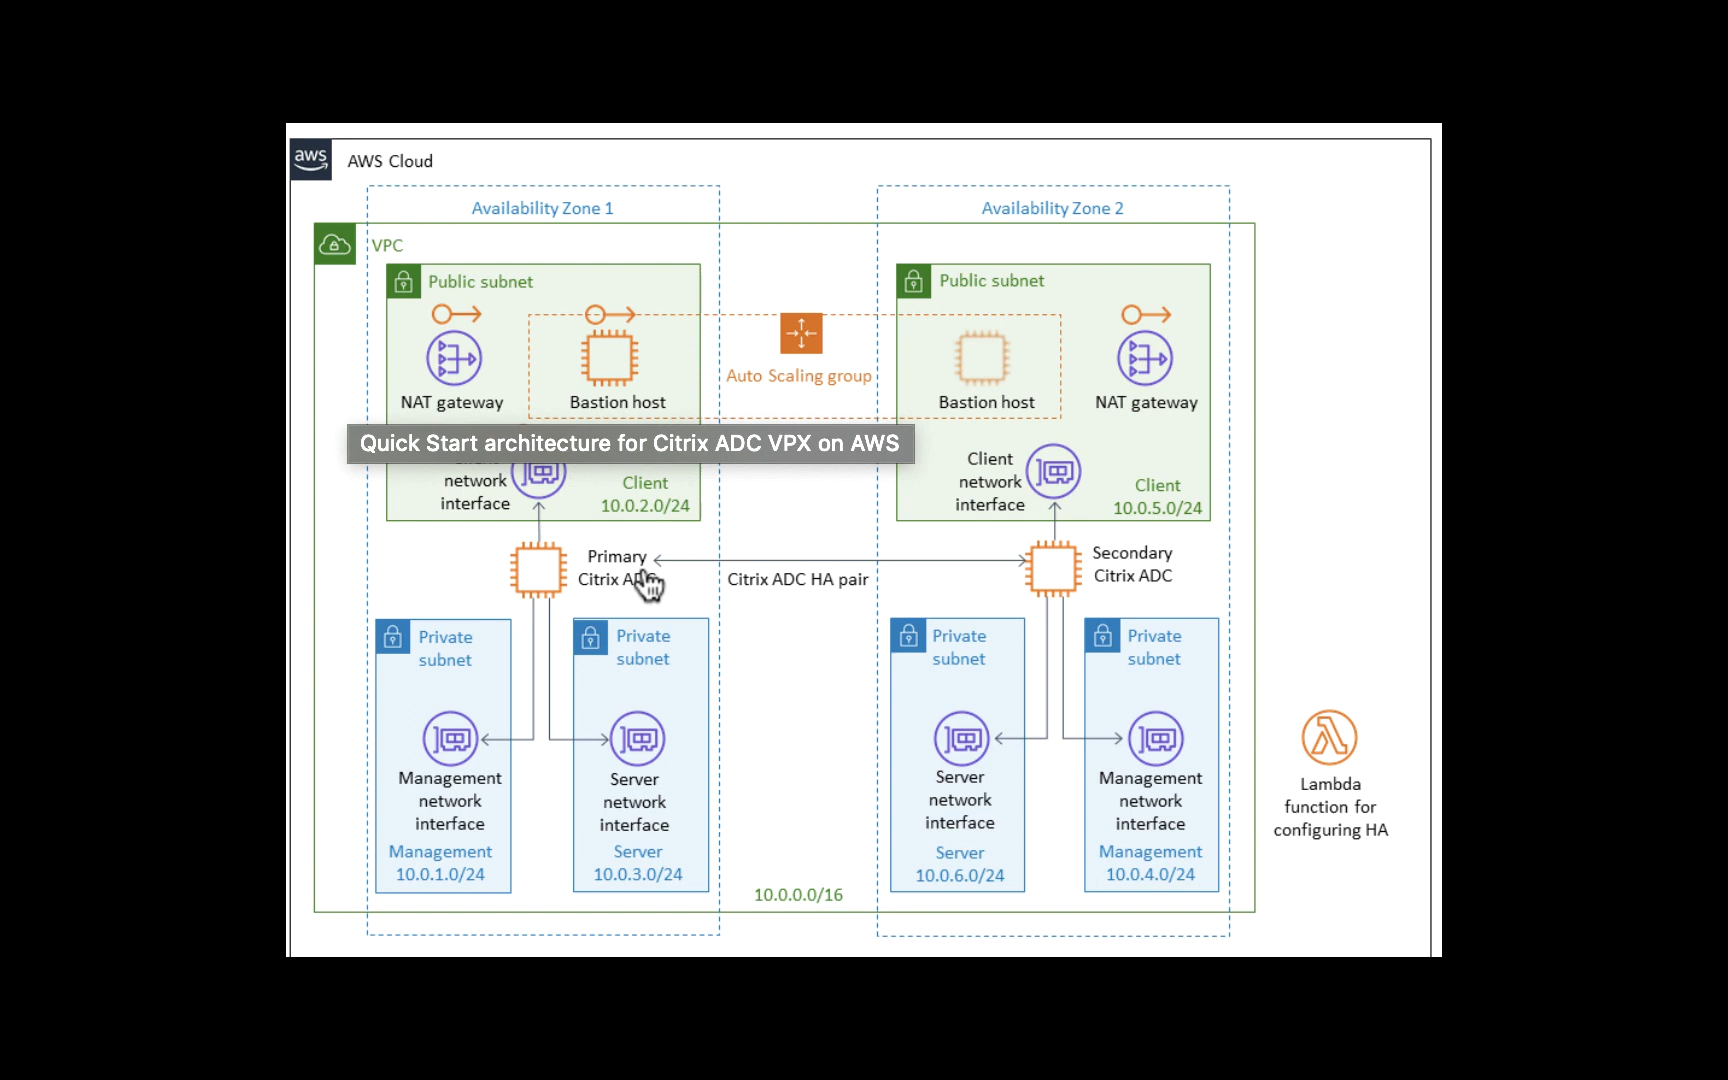 aws
AWS Cloud
Availability Zone 1
Availability Zone 2
VPC
Public subnet
Public subnet
NAT gateway
Bastion host
Auto Scaling group
Bastion host
NAT gateway
Quick Start architecture for Citrix ADC VPX on AWS
network
interface
Client
10.0.2.0/24
Client
network
interface
Client
10.0.5.0/24
Primary
Citrix ADC
Citrix ADC HA pair
Secondary
Citrix ADC
Private
subnet
Private
subnet
Private
subnet
Private
subnet
Management
network
interface
Management
10.0.1.0/24
Server
network
interface
Server
10.0.3.0/24
Server
network
interface
Server
10.0.6.0/24
Management
network
interface
Management
10.0.4.0/24
10.0.0.0/16
Lambda
function for
configuring HA